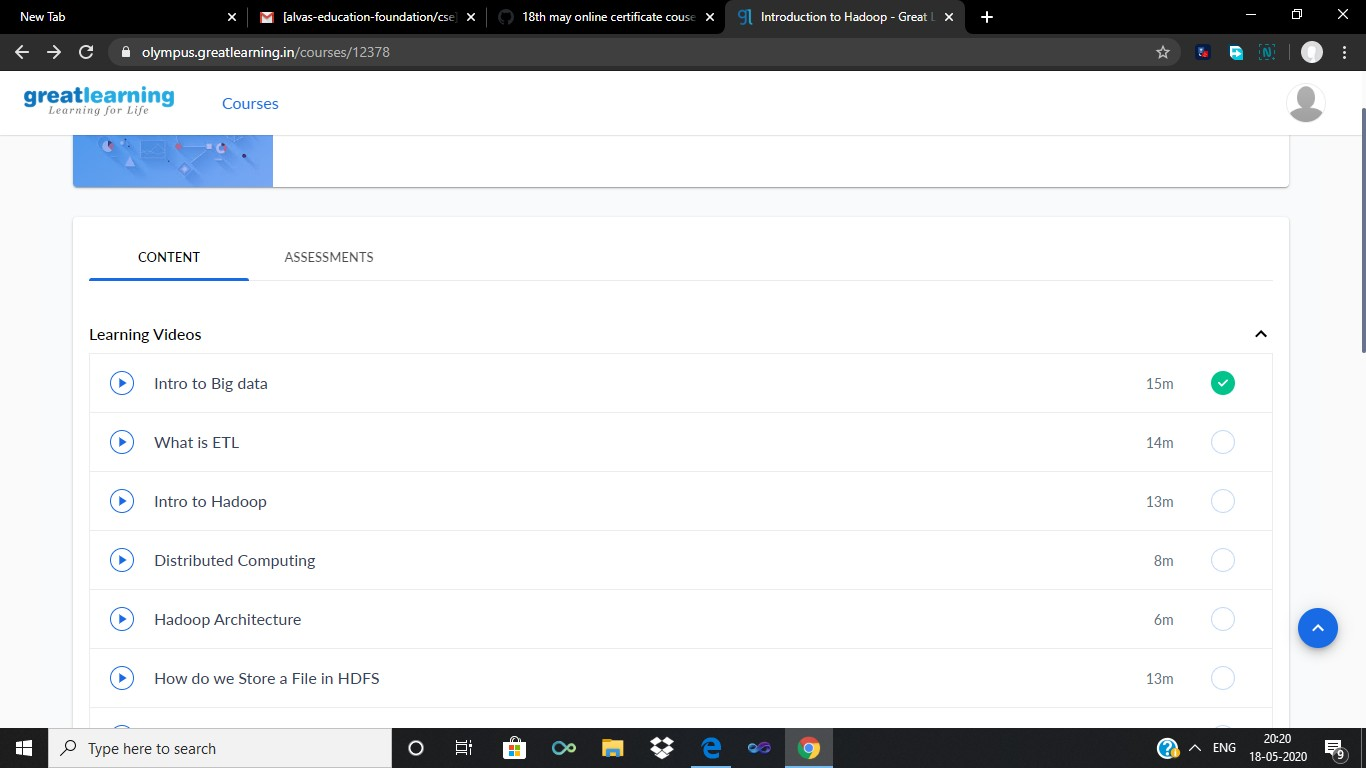 New Tab
[alvas-education-foundation/cse]
18th may online certificate couse
Introduction to Hadoop - Great L
olympus.greatlearning.in/courses/12378
greatlearning
Learning for Life
Courses
CONTENT
ASSESSMENTS
Learning Videos
Intro to Big data 15m
What is ETL 14m
Intro to Hadoop 13m
Distributed Computing 8m
Hadoop Architecture 6m
How do we Store a File in HDFS 13m
Type here to search
ENG
20:20
18-05-2020
9